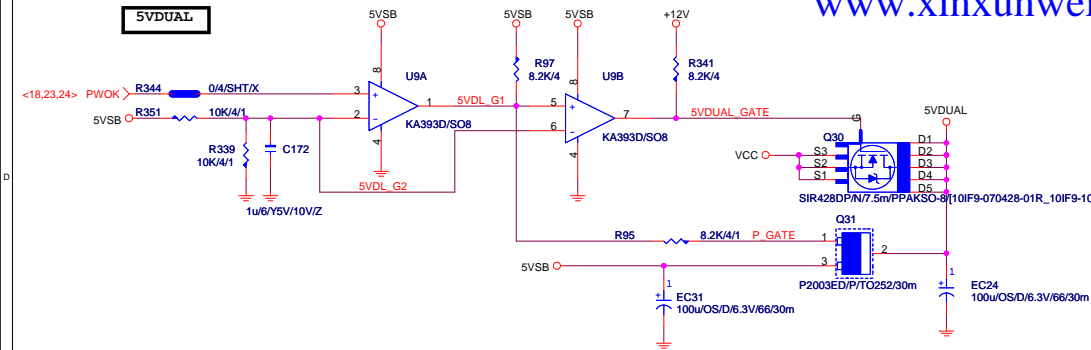 www.xinxunwei
5VDUAL
5VSB
5VSB
5VSB
+12V
R97
8.2K/4
R341
8.2K/4
U9A
U9B
8
8
<18,23,24> PWOK
R344
0/4/SHT/X
3
+
1
5VDL_G1
5
+
7
5VDUAL_GATE
5VSB
R351
10K/4/1
2
-
6
-
KA393D/SO8
KA393D/SO8
4
4
R339
10K/4/1
C172
5VDL_G2
1u/6/Y5V/10V/Z
D
5VDUAL
G
Q30
VCC
S3
S2
S1
D1
D2
D3
D4
D5
SIR428DP/N/7.5m/PPAKSO-8/[10IF9-070428-01R_10IF9-10
Q31
R95
8.2K/4/1
P_GATE
1
2
5VSB
3
P2003ED/P/TO252/30m
1
+
EC31
100u/OS/D/6.3V/66/30m
1
+
EC24
100u/OS/D/6.3V/66/30m